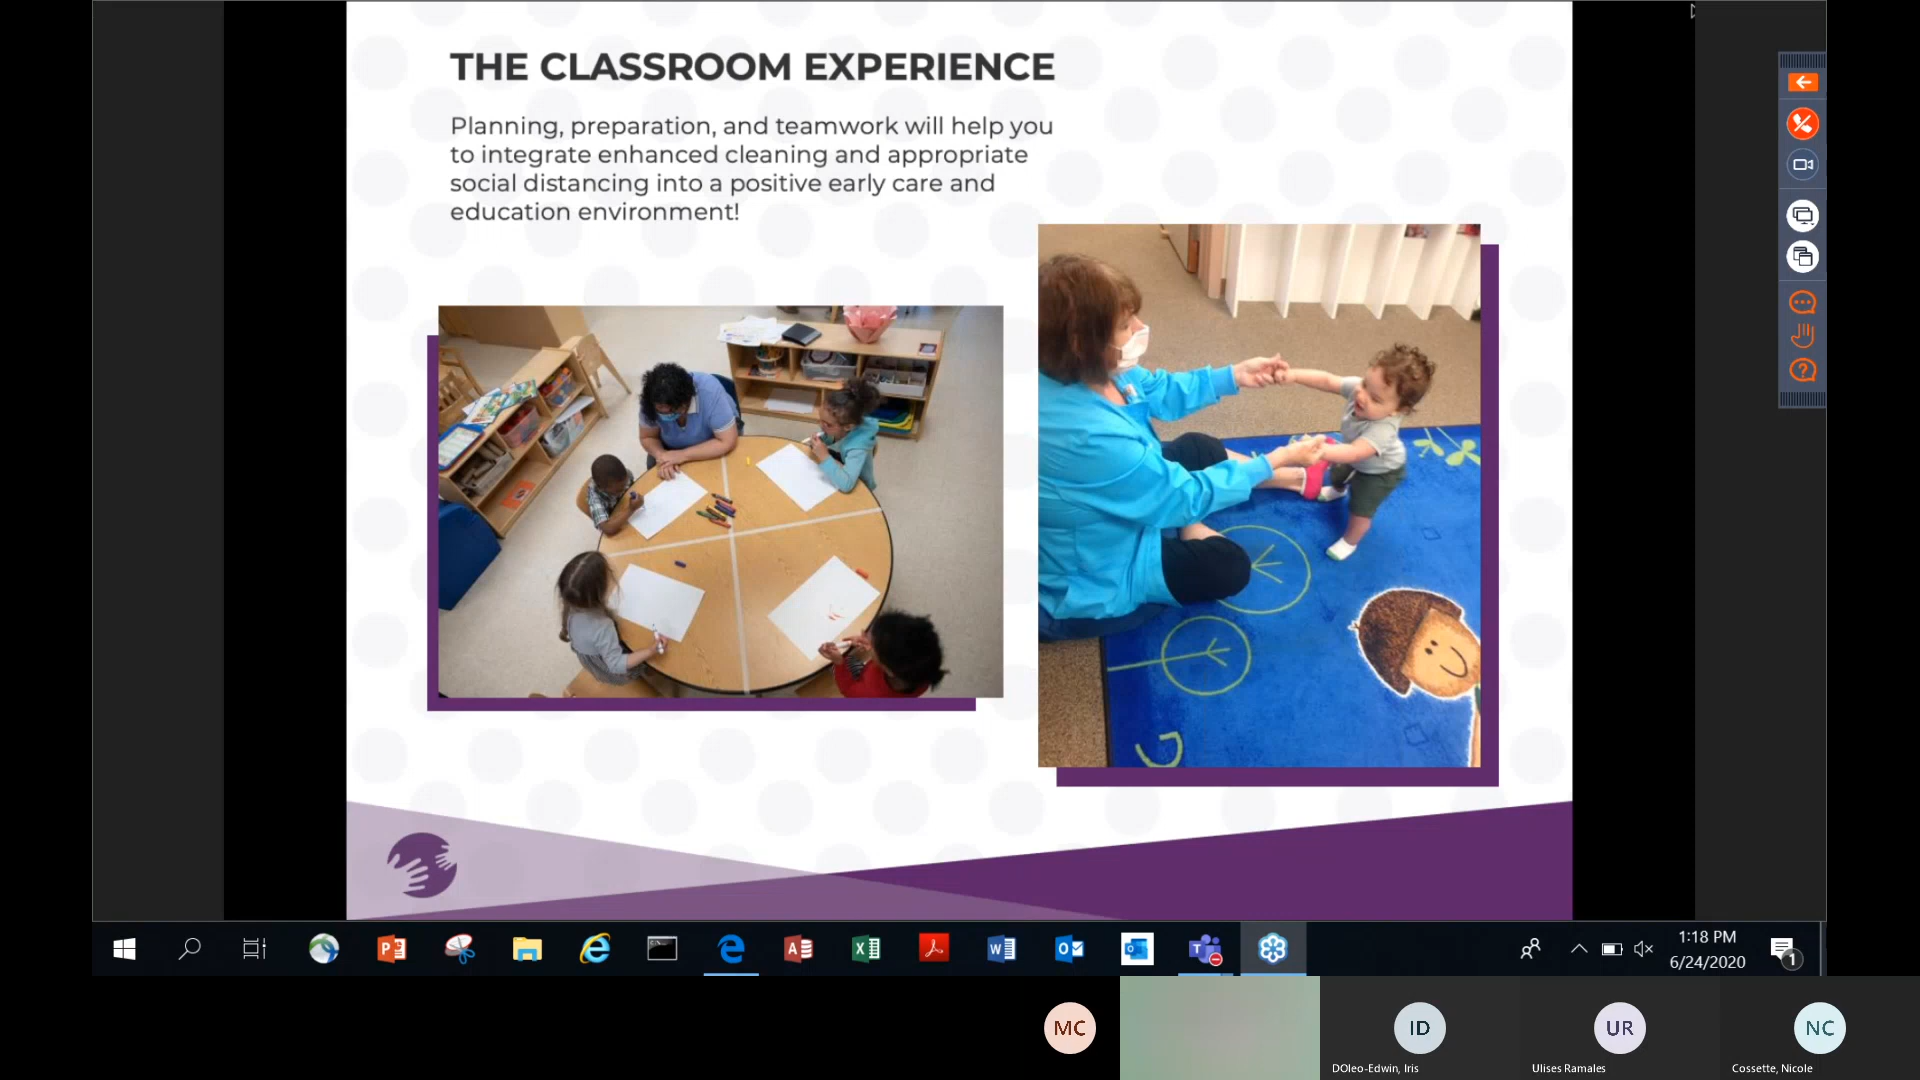 THE CLASSROOM EXPERIENCE
Planning, preparation, and teamwork will help you
to integrate enhanced cleaning and appropriate
social distancing into a positive early care and
education environment!
1:18 PM
6/24/2020
1
MC
ID
UR
NC
DOleo-Edwin, Iris
Ulises Ramales
Cossette, Nicole